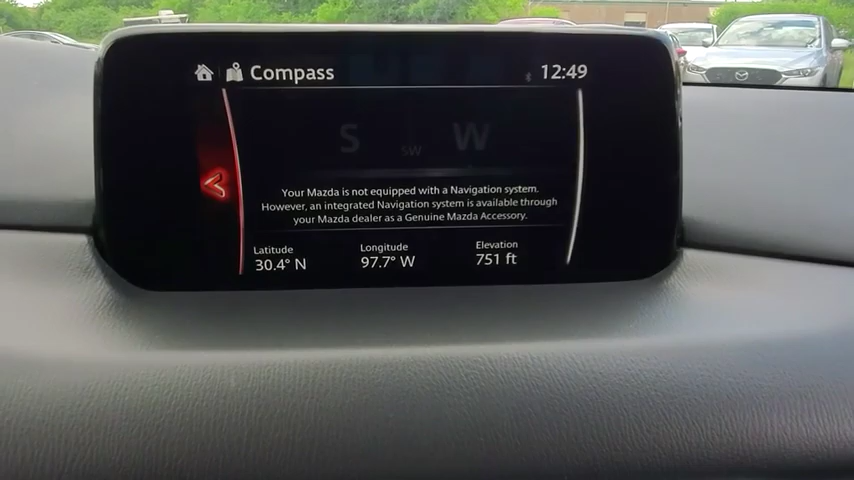 Compass
12:49
S SW W
Your Mazda is not equipped with a Navigation system.
However, an integrated Navigation system is available through
your Mazda dealer as a Genuine Mazda Accessory.
Latitude Longitude Elevation
30.4° N 97.7° W 751 ft